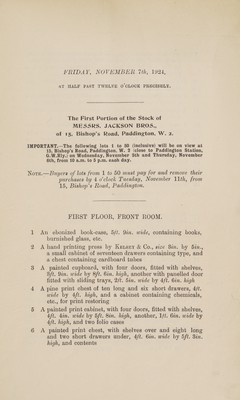 FRIDAY, NOVEMBER 7th, 1924,
AT HALF PAST TWELVE O'CLOCK PRECISELY.
The First Portion of the Stock of
MESSRS. JACKSON BROS.,
of 15, Bishop's Road, Paddington, W. 2.
IMPORTANT.—The following lots 1 to 50 (inclusive) will be on view at
15, Bishop's Road, Paddington, W. 2 (close to Paddington Station,
G.W.Rly.) on Wednesday, November 5th and Thursday, November
6th, from 10 a.m. to 5 p.m. each day.
NOTE.—Buyers of lots from 1 to 50 must pay for and remove their
purchases by 4 o'clock Tuesday, November 11th, from
15, Bishop's Road, Paddington.
FIRST FLOOR, FRONT ROOM.
1 An ebonized book-case, 5ft. 9in. wide, containing books,
burnished glass, etc.
2 A hand printing press by KELSEY & Co., size 8in. by 5in.,
a small cabinet of seventeen drawers containing type, and
a chest containing cardboard tubes
3 A painted cupboard, with four doors, fitted with shelves,
5ft. 9in. wide by 8ft. 6in. high, another with panelled door
fitted with sliding trays, 2ft. 5in. wide by 4ft. 6in. high
4 A pine print chest of ten long and six short drawers, 4ft.
wide by 4ft. high, and a cabinet containing chemicals,
etc., for print restoring
5 A painted print cabinet, with four doors, fitted with shelves,
4ft. 4in. wide by 5ft. 8in. high, another, 1ft. 6in. wide by
4ft. high, and two folio cases
6 A painted print chest, with shelves over and eight long
and two short drawers under, 4ft. 6in. wide by 5ft. 3in.
high, and contents